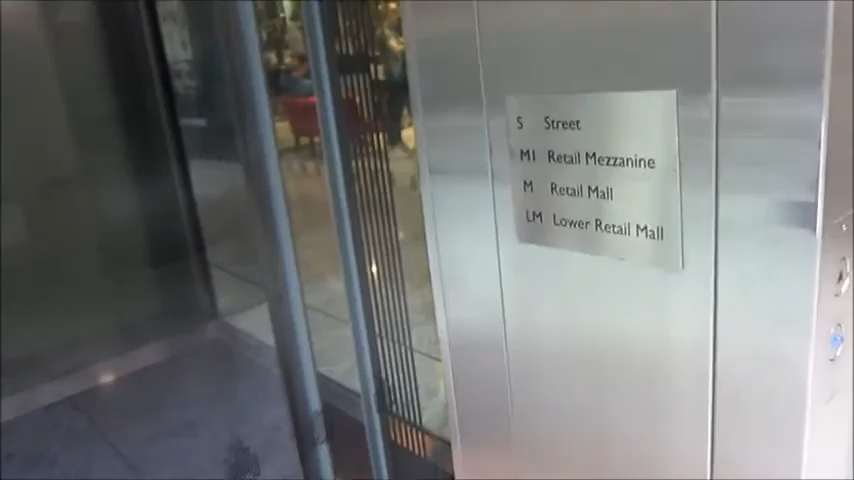 S Street
M1 Retail Mezzanine
M Retail Mall
LM Lower Retail Mall